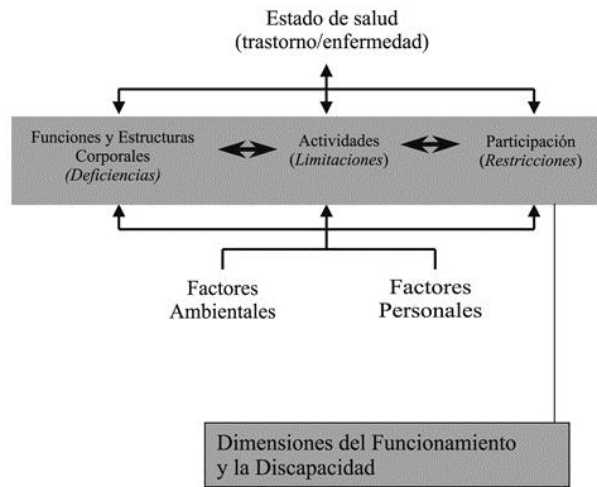 Estado de salud
(trastorno/enfermedad)
Funciones y Estructuras
Corporales
(Deficiencias)
Actividades
(Limitaciones)
Participación
(Restricciones)
Factores
Ambientales
Factores
Personales
Dimensiones del Funcionamiento
y la Discapacidad